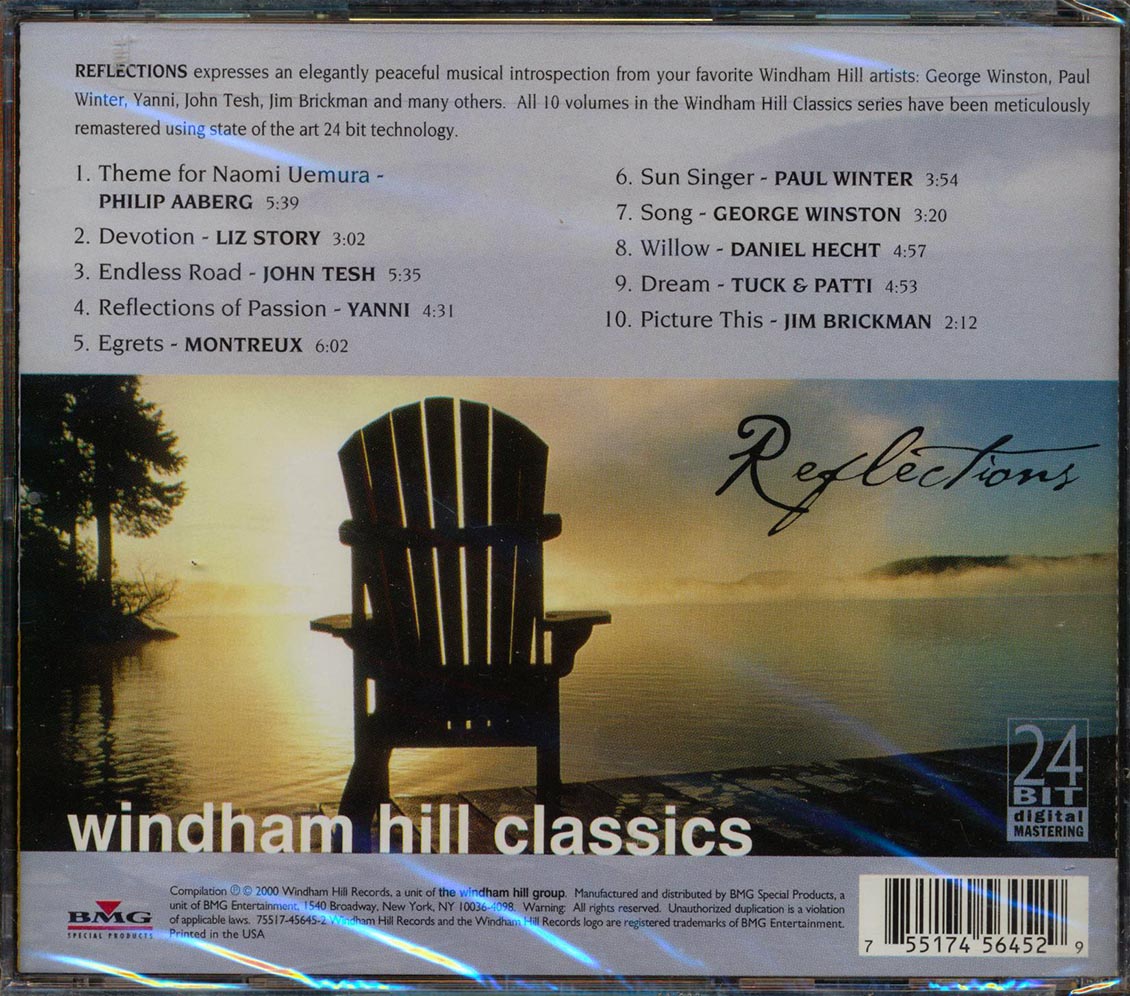 REFLECTIONS expresses an elegantly peaceful musical introspection from your favorite Windham Hill artists: George Winston, Paul
Winter, Yanni, John Tesh, Jim Brickman and many others. All 10 volumes in the Windham Hill Classics series have been meticulously
remastered using state of the art 24 bit technology.
1. Theme for Naomi Uemura -
PHILIP AABERG 5:39
2. Devotion - LIZ STORY 3:02
3. Endless Road - JOHN TESH 5:35
4. Reflections of Passion - YANNI 4:31
5. Egrets - MONTREUX 6:02
6. Sun Singer - PAUL WINTER 3:54
7. Song - GEORGE WINSTON 3:20
8. Willow - DANIEL HECHT 4:57
9. Dream - TUCK & PATTI 4:53
10. Picture This - JIM BRICKMAN 2:12
Reflections
24
BIT
digital
MASTERING
windham hill classics
BMG
SPECIAL PRODUCTS
Compilation ℗ © 2000 Windham Hill Records, a unit of the windham hill group. Manufactured and distributed by BMG Special Products, a
unit of BMG Entertainment, 1540 Broadway, New York, NY 10036-4098. Warning: All rights reserved. Unauthorized duplication is a violation
of applicable laws. 75517-45645-2 Windham Hill Records and the Windham Hill Records logo are registered trademarks of BMG Entertainment.
Printed in the USA
7 55174 56452 9